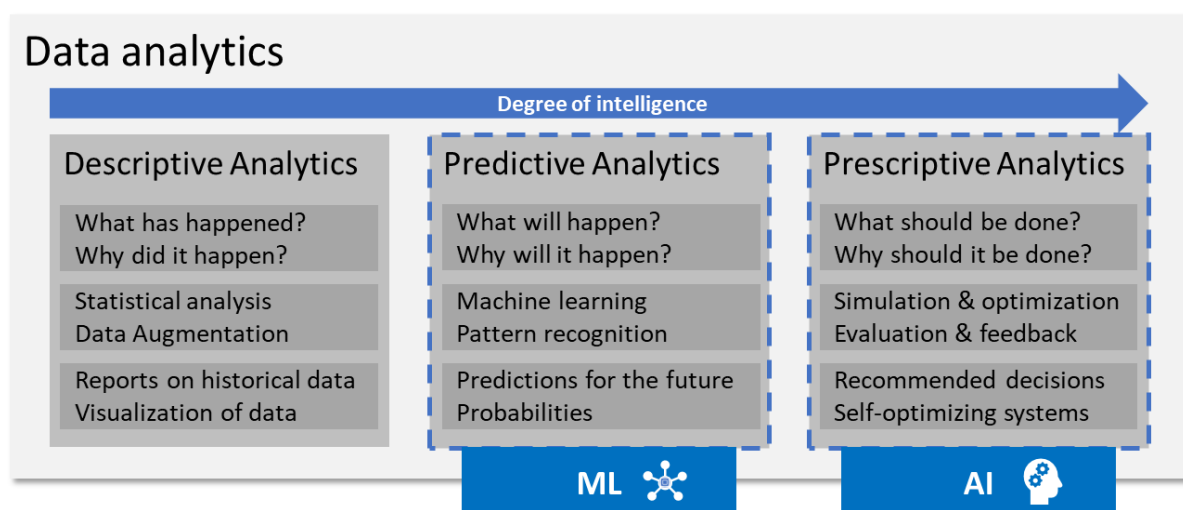 Data analytics
Degree of intelligence
Descriptive Analytics
What has happened?
Why did it happen?
Statistical analysis
Data Augmentation
Reports on historical data
Visualization of data
Predictive Analytics
What will happen?
Why will it happen?
Machine learning
Pattern recognition
Predictions for the future
Probabilities
ML
Prescriptive Analytics
What should be done?
Why should it be done?
Simulation & optimization
Evaluation & feedback
Recommended decisions
Self-optimizing systems
AI